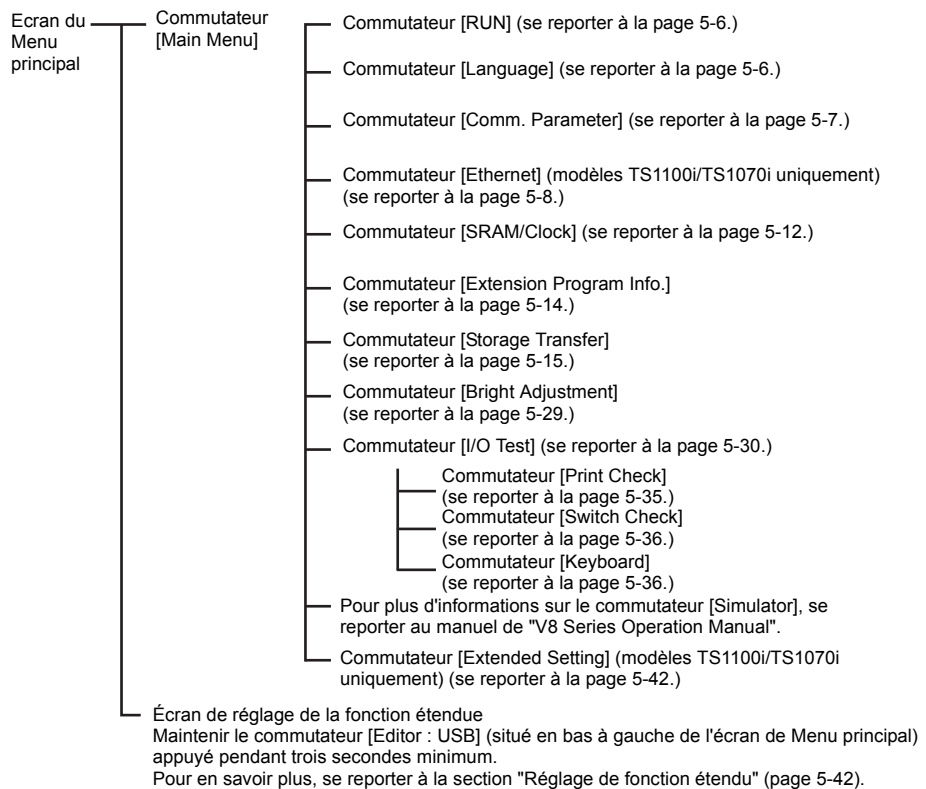 Ecran du
Menu
principal
Commutateur
[Main Menu]
Commutateur [RUN] (se reporter à la page 5-6.)
Commutateur [Language] (se reporter à la page 5-6.)
Commutateur [Comm. Parameter] (se reporter à la page 5-7.)
Commutateur [Ethernet] (modèles TS1100i/TS1070i uniquement)
(se reporter à la page 5-8.)
Commutateur [SRAM/Clock] (se reporter à la page 5-12.)
Commutateur [Extension Program Info.]
(se reporter à la page 5-14.)
Commutateur [Storage Transfer]
(se reporter à la page 5-15.)
Commutateur [Bright Adjustment]
(se reporter à la page 5-29.)
Commutateur [I/O Test] (se reporter à la page 5-30.)
Commutateur [Print Check]
(se reporter à la page 5-35.)
Commutateur [Switch Check]
(se reporter à la page 5-36.)
Commutateur [Keyboard]
(se reporter à la page 5-36.)
Pour plus d'informations sur le commutateur [Simulator], se
reporter au manuel de "V8 Series Operation Manual".
Commutateur [Extended Setting] (modèles TS1100i/TS1070i
uniquement) (se reporter à la page 5-42.)
Écran de réglage de la fonction étendue
Maintenir le commutateur [Editor : USB] (situé en bas à gauche de l'écran de Menu principal)
appuyé pendant trois secondes minimum.
Pour en savoir plus, se reporter à la section "Réglage de fonction étendu" (page 5-42).